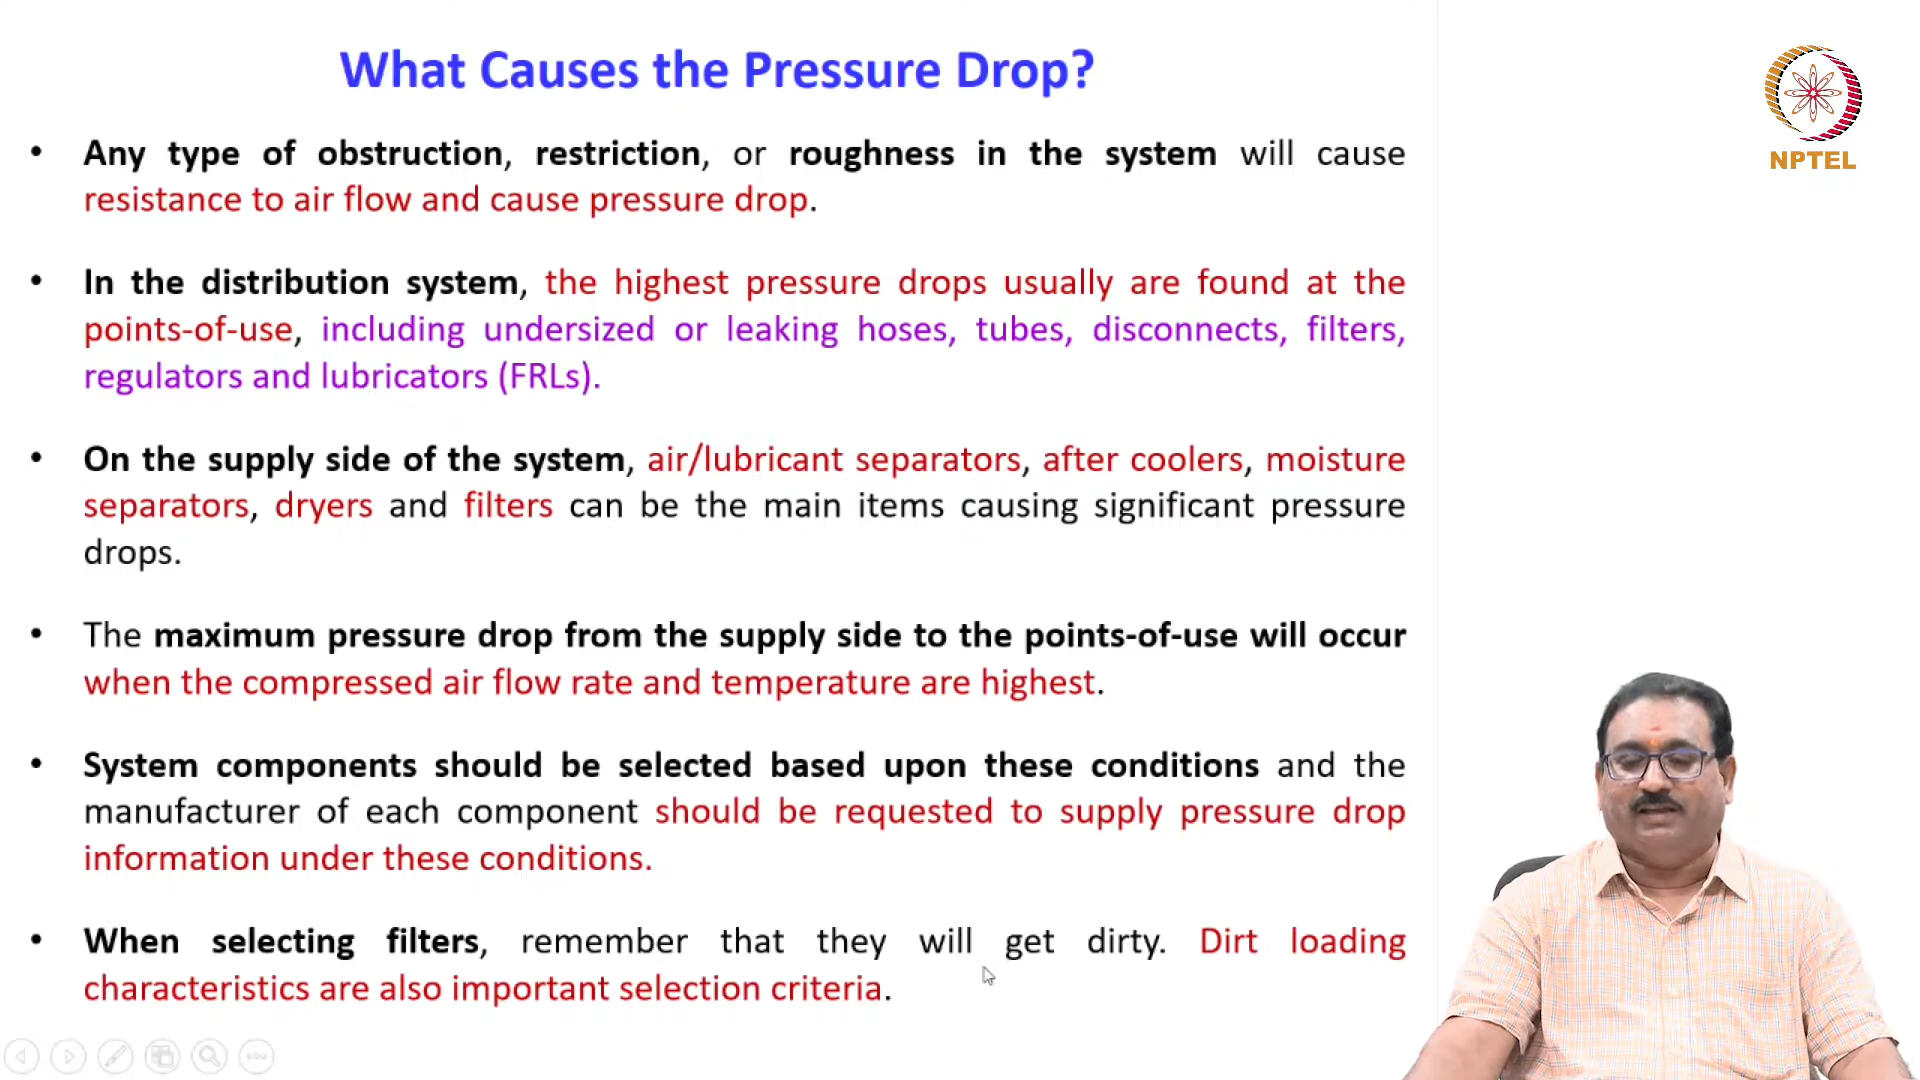 What Causes the Pressure Drop?
NPTEL
• Any type of obstruction, restriction, or roughness in the system will cause
resistance to air flow and cause pressure drop.
• In the distribution system, the highest pressure drops usually are found at the
points-of-use, including undersized or leaking hoses, tubes, disconnects, filters,
regulators and lubricators (FRLs).
• On the supply side of the system, air/lubricant separators, after coolers, moisture
separators, dryers and filters can be the main items causing significant pressure
drops.
• The maximum pressure drop from the supply side to the points-of-use will occur
when the compressed air flow rate and temperature are highest.
• System components should be selected based upon these conditions and the
manufacturer of each component should be requested to supply pressure drop
information under these conditions.
• When selecting filters, remember that they will get dirty. Dirt loading
characteristics are also important selection criteria.